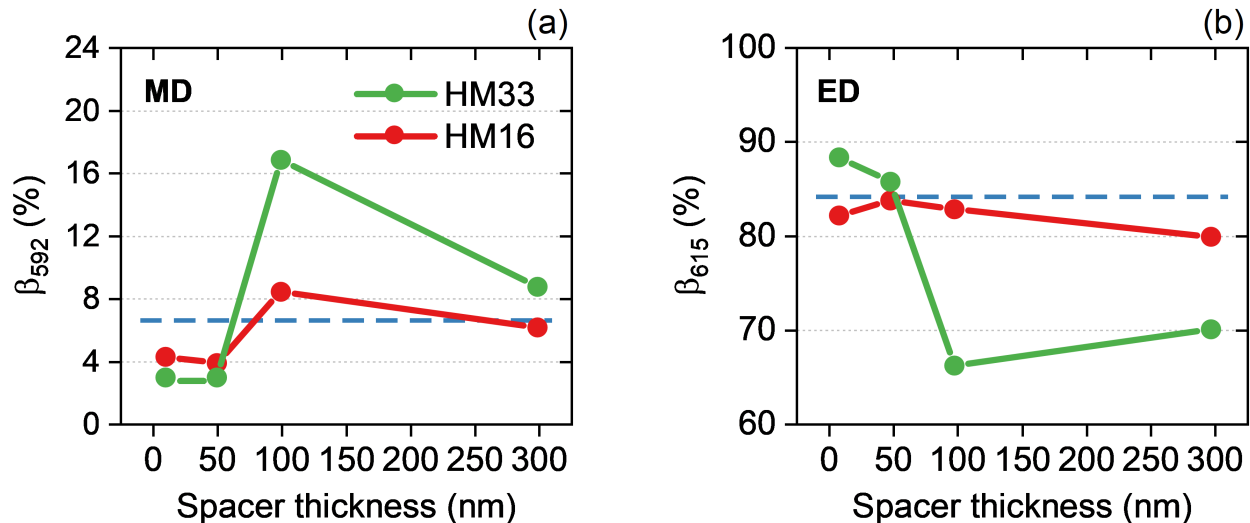 (a)
MD
HM33
HM16
24
20
16
12
8
4
0
β592 (%)
0 50 100 150 200 250 300
Spacer thickness (nm)
(b)
ED
100
90
80
70
60
β615 (%)
0 50 100 150 200 250 300
Spacer thickness (nm)